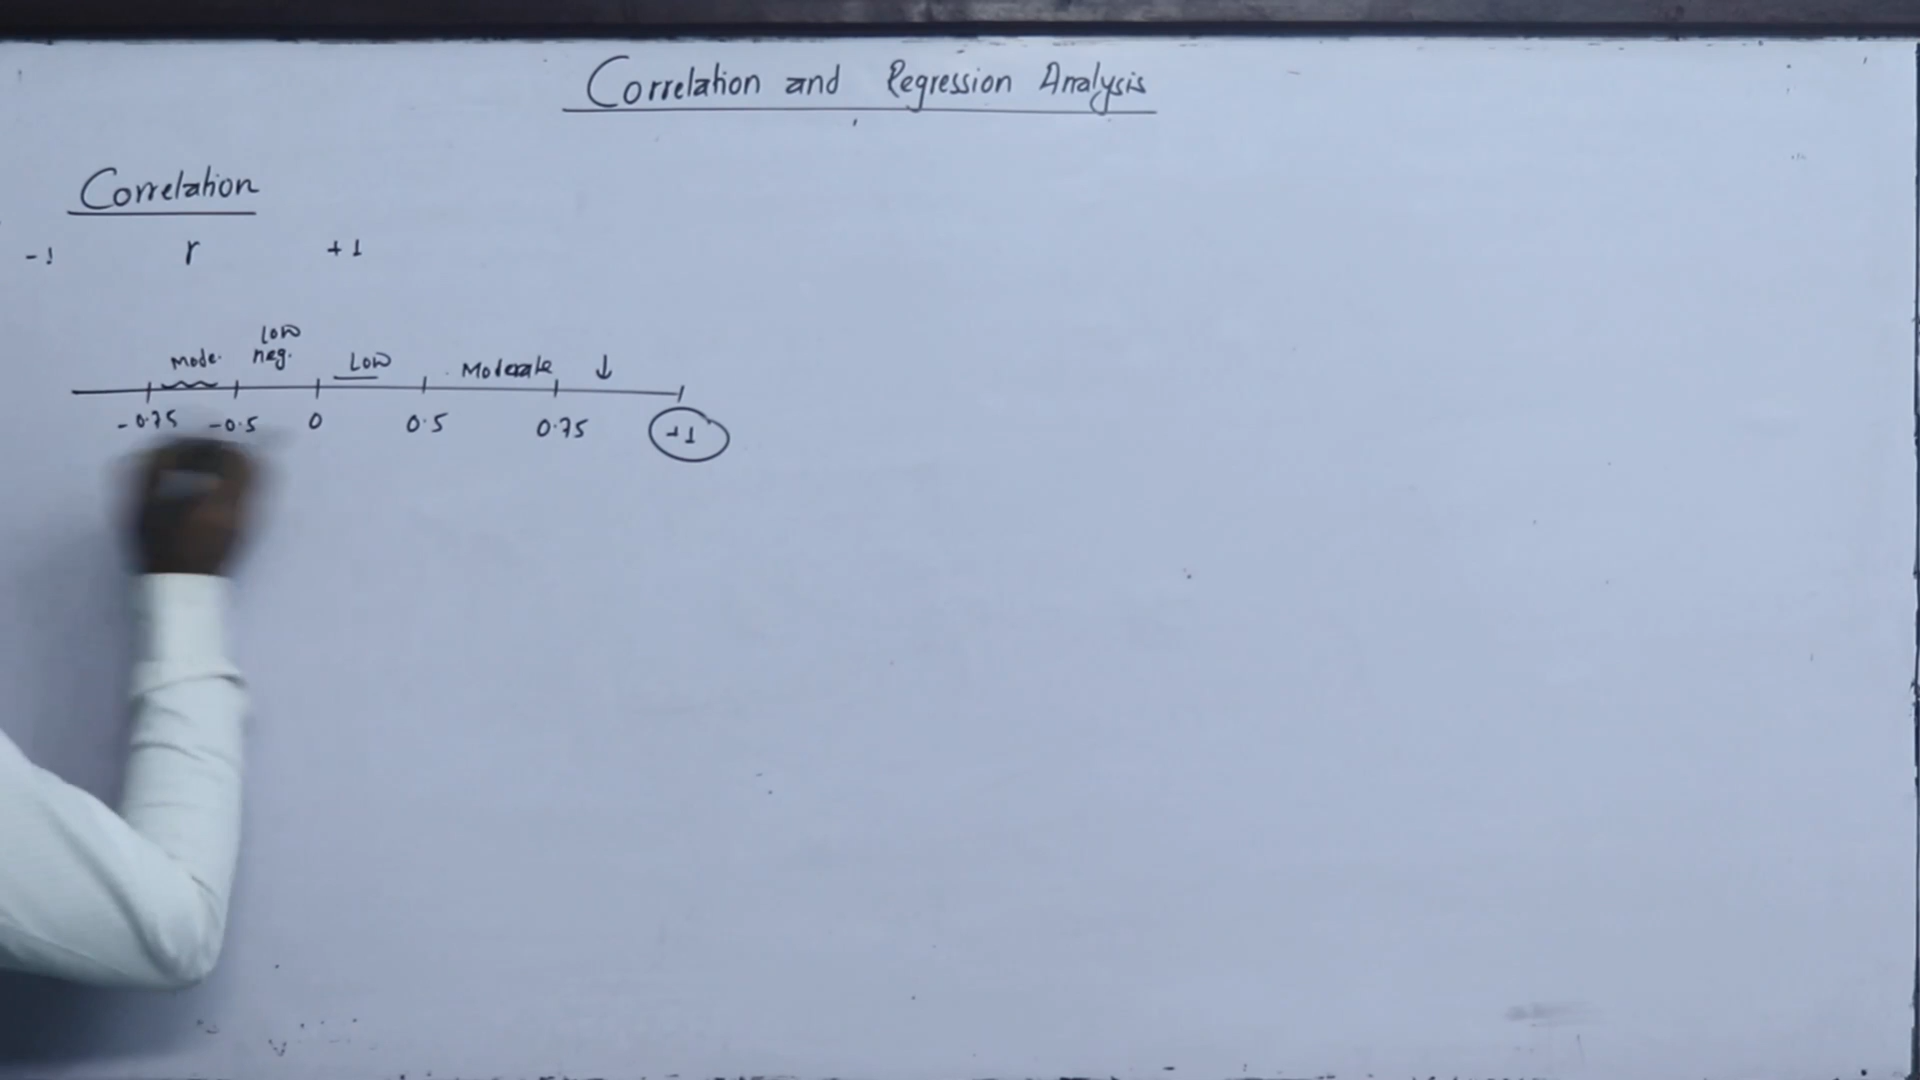 Correlation and Regression Analysis
Correlation
-1 r +1
Low
Mode. neg. Low Moderate ↓
-0.75 -0.5 0 0.5 0.75 +1